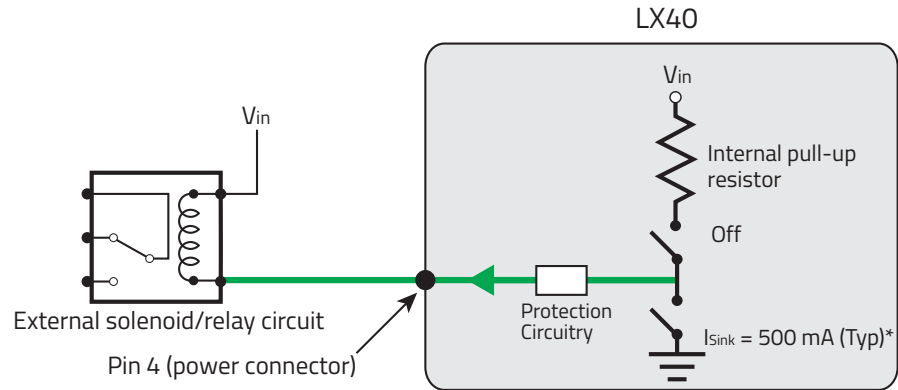 LX40
Vin
Vin
Internal pull-up
resistor
Off
External solenoid/relay circuit
Protection
Circuitry
ISink = 500 mA (Typ)*
Pin 4 (power connector)